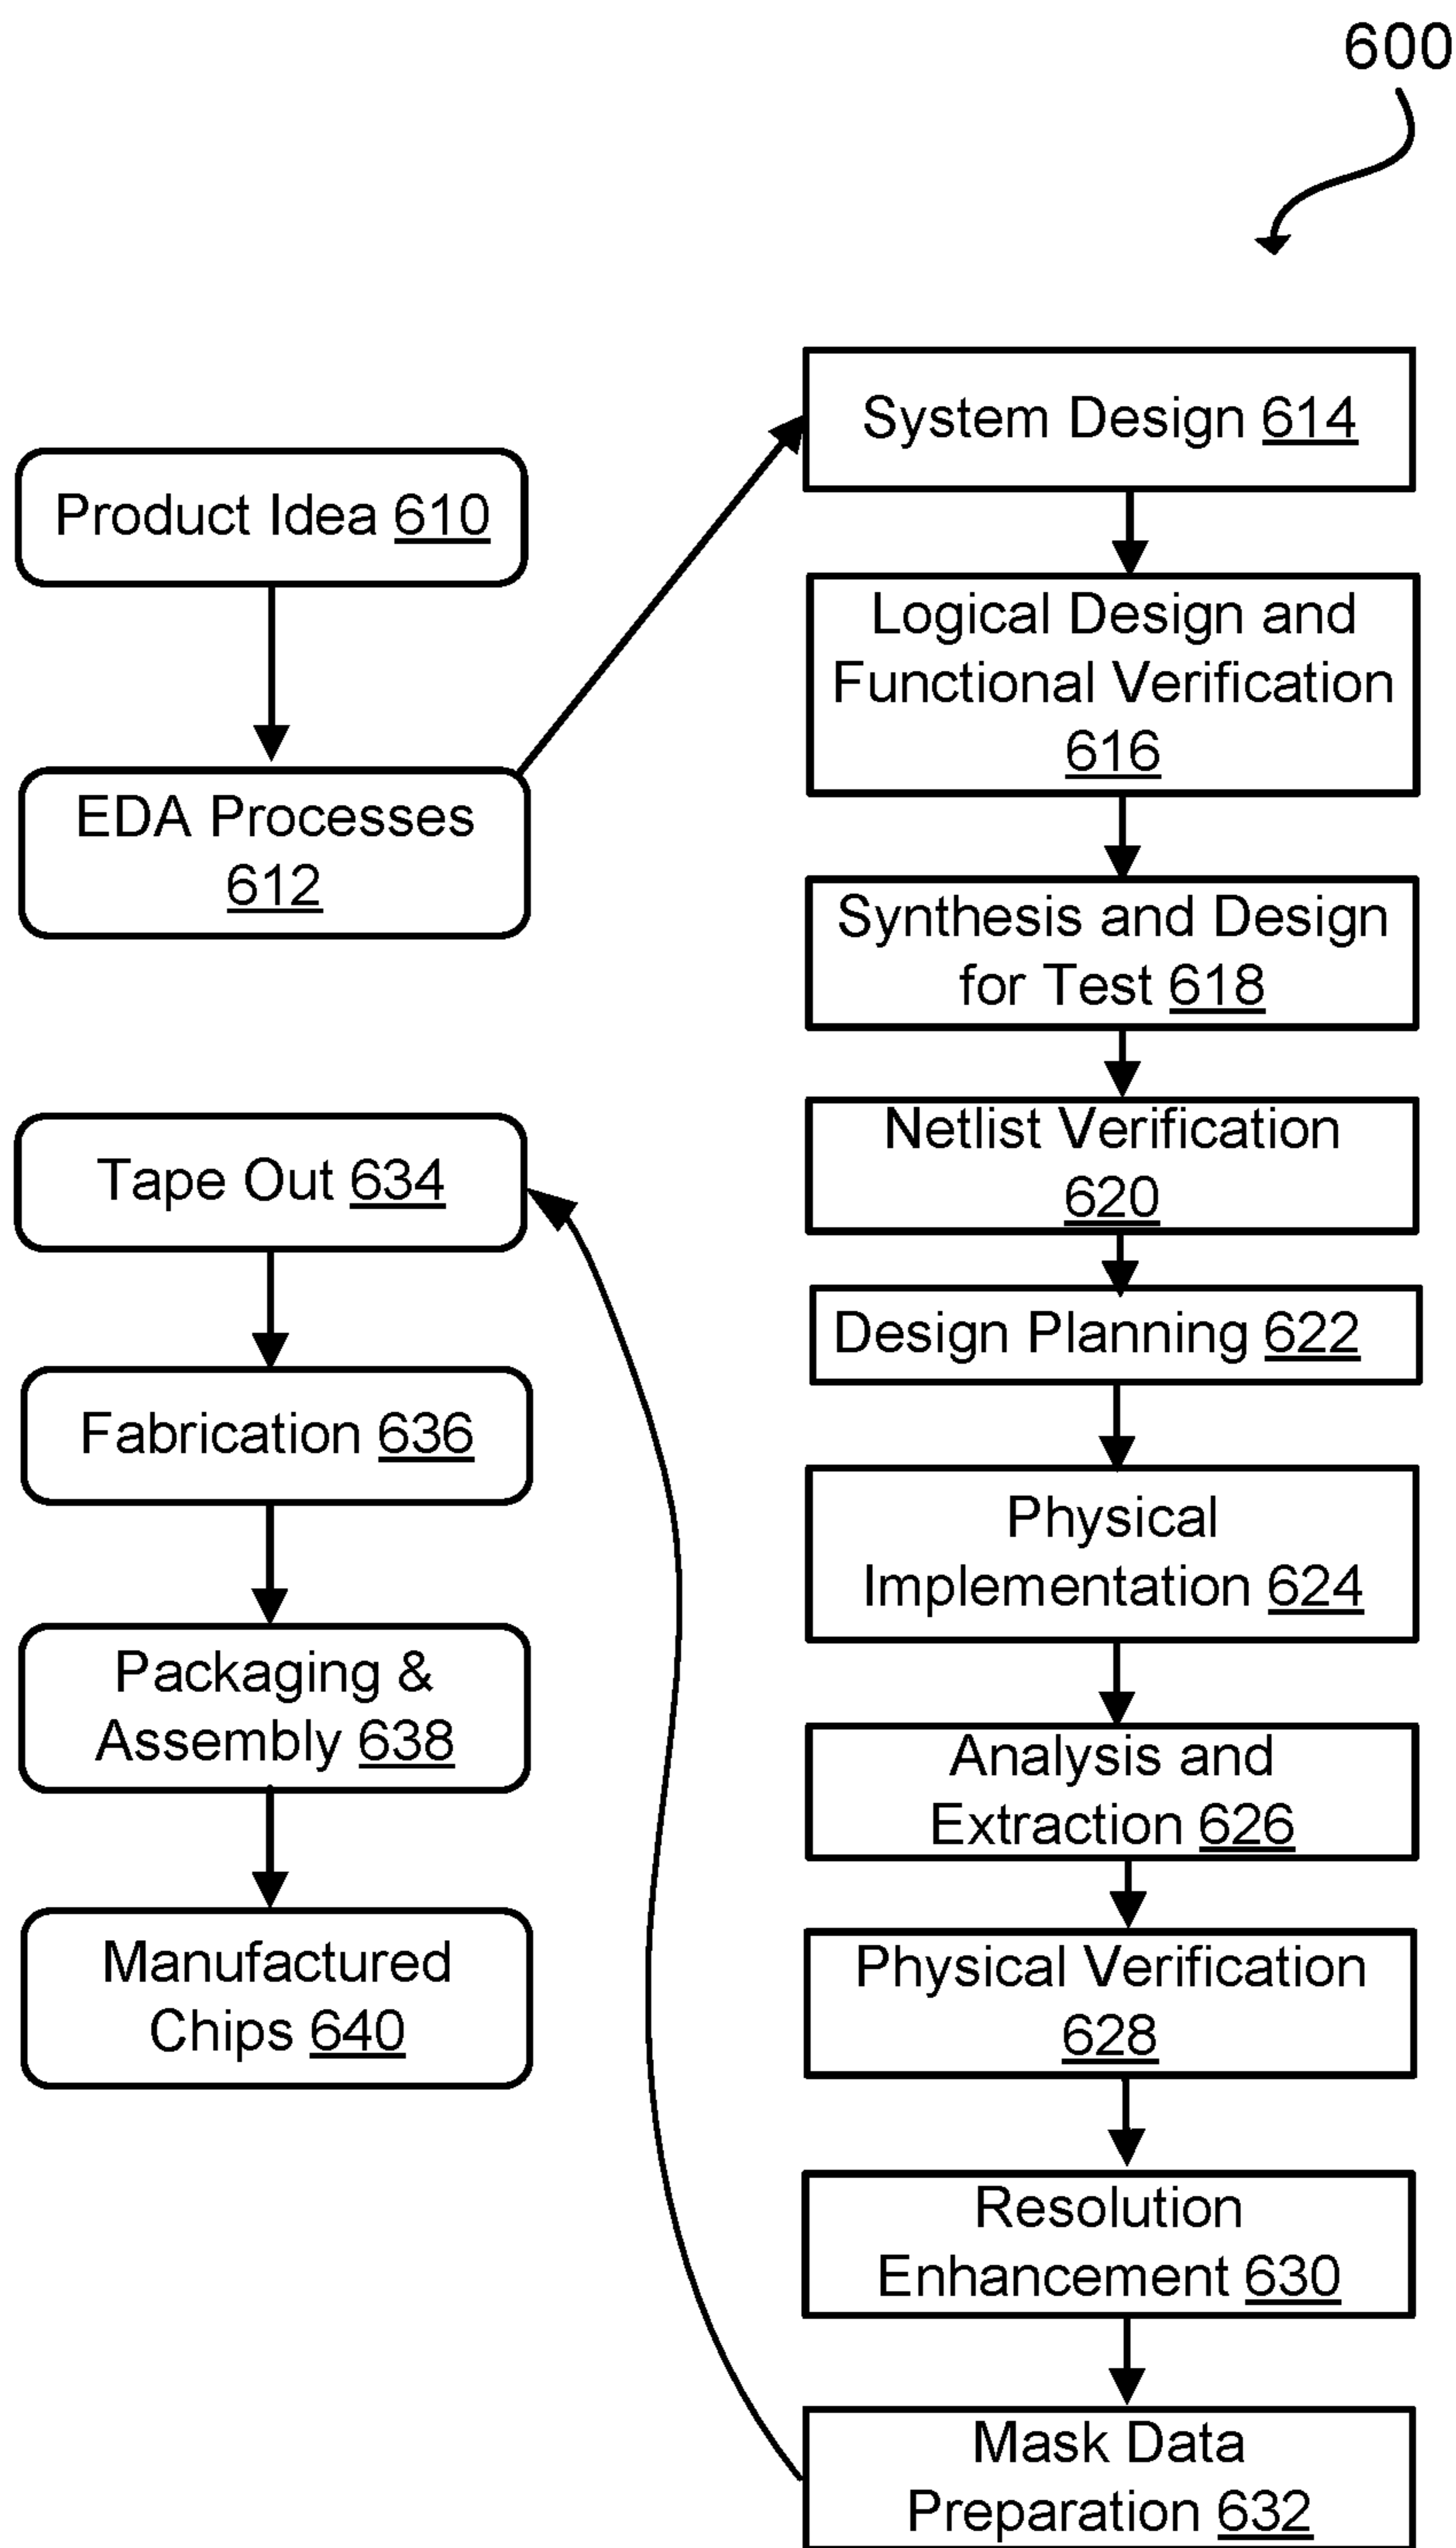 600
Product Idea 610
EDA Processes
612
System Design 614
Logical Design and
Functional Verification
616
Synthesis and Design
for Test 618
Netlist Verification
620
Design Planning 622
Physical
Implementation 624
Analysis and
Extraction 626
Physical Verification
628
Resolution
Enhancement 630
Mask Data
Preparation 632
Tape Out 634
Fabrication 636
Packaging &
Assembly 638
Manufactured
Chips 640